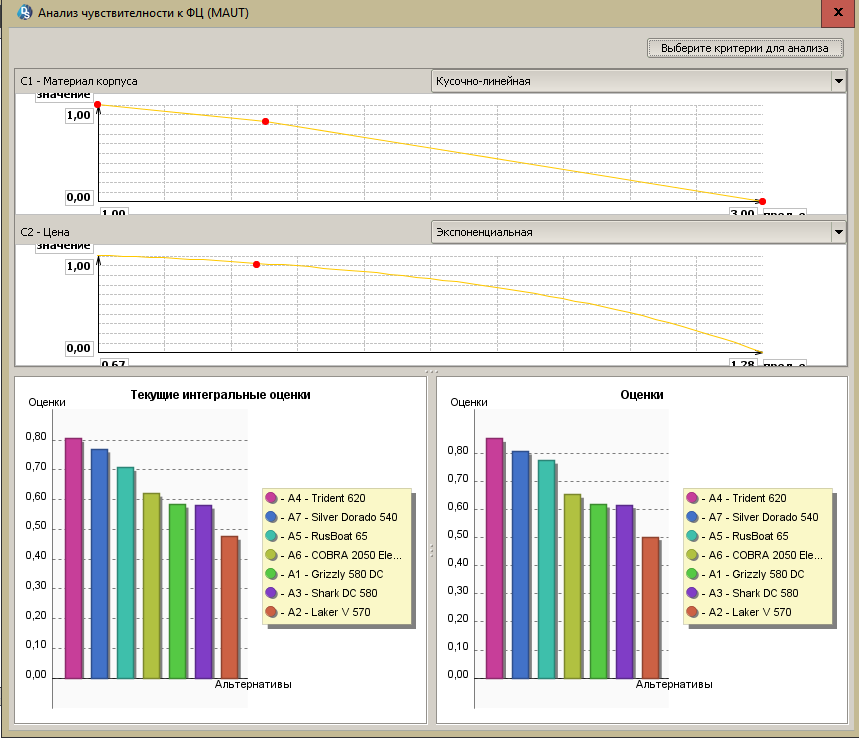 Анализ чувствителности к ФЦ (MAUT)
X
Выберите критерии для анализа
C1 - Материал корпуса
Кусочно-линейная
значение
1,00
0,00
1,00
3,00
C2 - Цена
Экспоненциальная
значение
1,00
0,00
0,67
1,28
Текущие интегральные оценки
Оценки
0,80
0,70
0,60
0,50
0,40
0,30
0,20
0,10
0,00
Альтернативы
- A4 - Trident 620
- A7 - Silver Dorado 540
- A5 - RusBoat 65
- A6 - COBRA 2050 Ele...
- A1 - Grizzly 580 DC
- A3 - Shark DC 580
- A2 - Laker V 570
Оценки
Оценки
0,80
0,70
0,60
0,50
0,40
0,30
0,20
0,10
0,00
Альтернативы
- A4 - Trident 620
- A7 - Silver Dorado 540
- A5 - RusBoat 65
- A6 - COBRA 2050 Ele...
- A1 - Grizzly 580 DC
- A3 - Shark DC 580
- A2 - Laker V 570